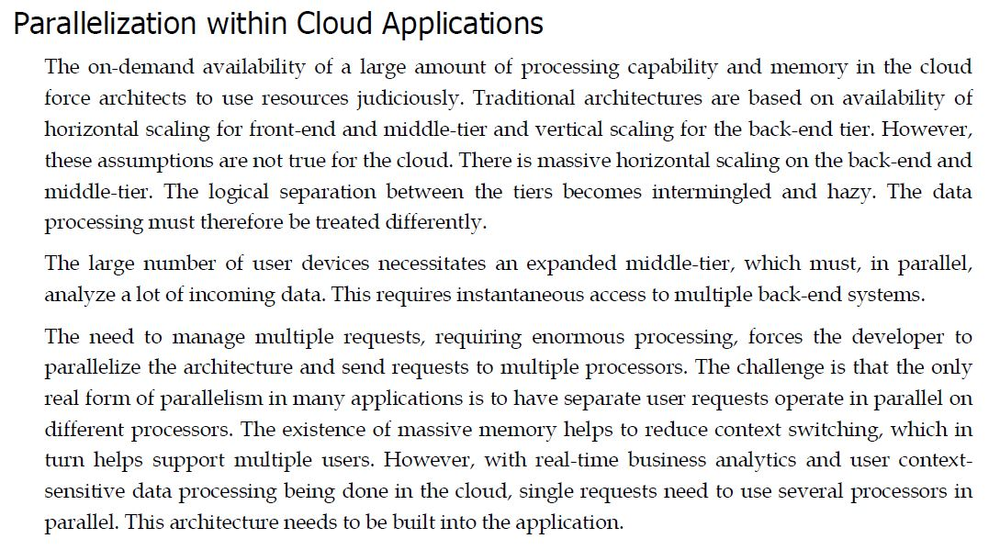 Parallelization within Cloud Applications
The on-demand availability of a large amount of processing capability and memory in the cloud
force architects to use resources judiciously. Traditional architectures are based on availability of
horizontal scaling for front-end and middle-tier and vertical scaling for the back-end tier. However,
these assumptions are not true for the cloud. There is massive horizontal scaling on the back-end and
middle-tier. The logical separation between the tiers becomes intermingled and hazy. The data
processing must therefore be treated differently.
The large number of user devices necessitates an expanded middle-tier, which must, in parallel,
analyze a lot of incoming data. This requires instantaneous access to multiple back-end systems.
The need to manage multiple requests, requiring enormous processing, forces the developer to
parallelize the architecture and send requests to multiple processors. The challenge is that the only
real form of parallelism in many applications is to have separate user requests operate in parallel on
different processors. The existence of massive memory helps to reduce context switching, which in
turn helps support multiple users. However, with real-time business analytics and user context-
sensitive data processing being done in the cloud, single requests need to use several processors in
parallel. This architecture needs to be built into the application.